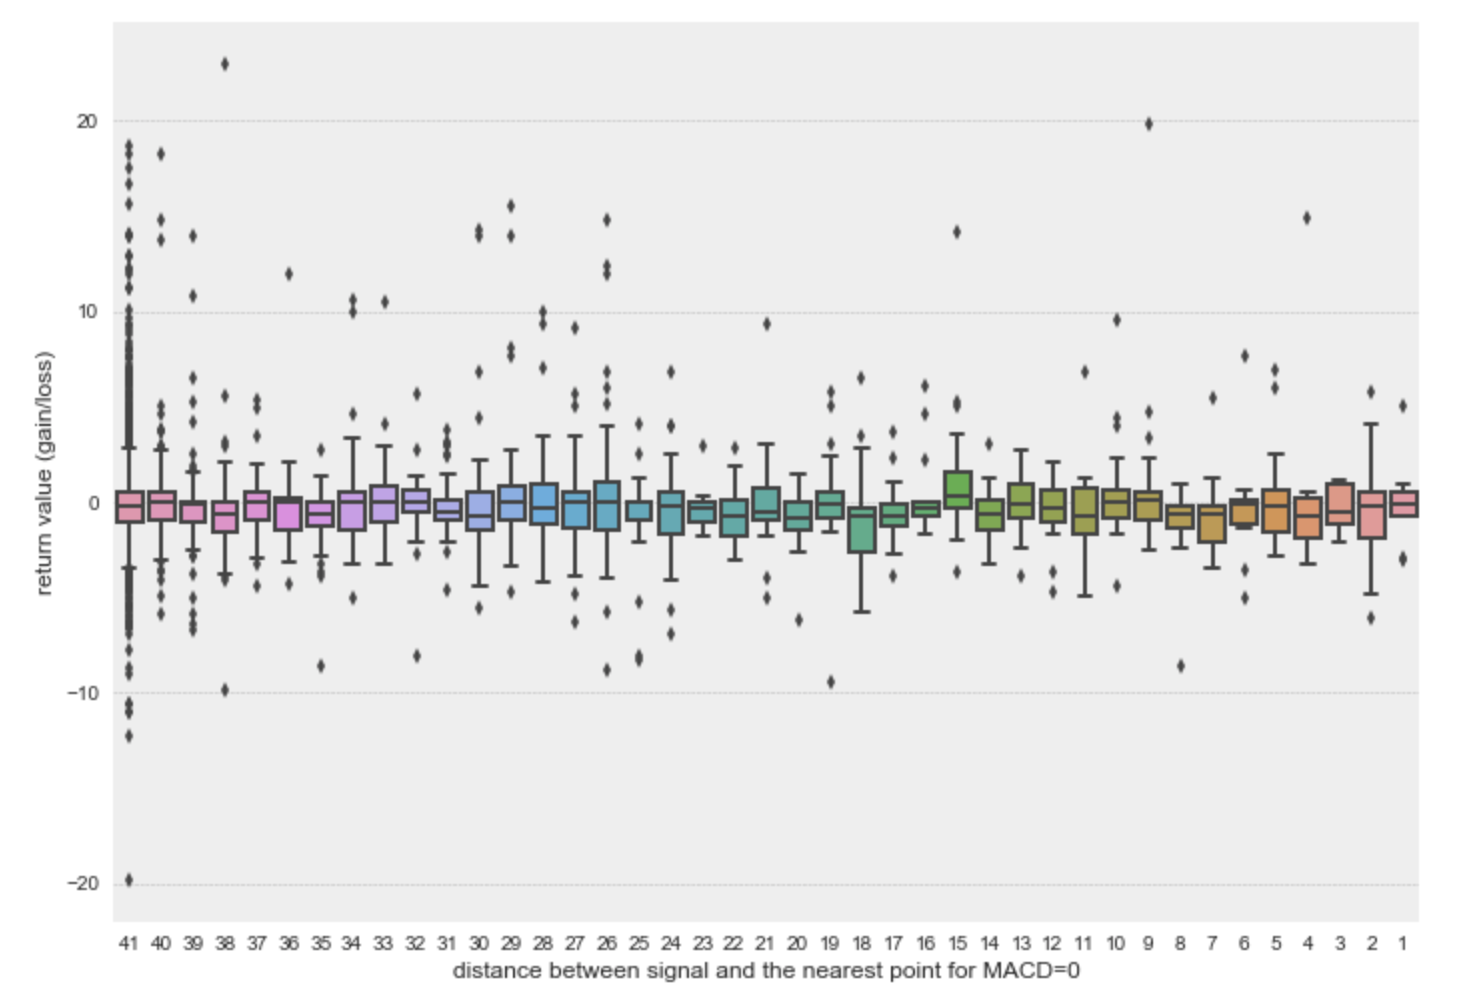 return value (gain/loss)
20
10
0
−10
−20
41 40 39 38 37 36 35 34 33 32 31 30 29 28 27 26 25 24 23 22 21 20 19 18 17 16 15 14 13 12 11 10 9 8 7 6 5 4 3 2 1
distance between signal and the nearest point for MACD=0